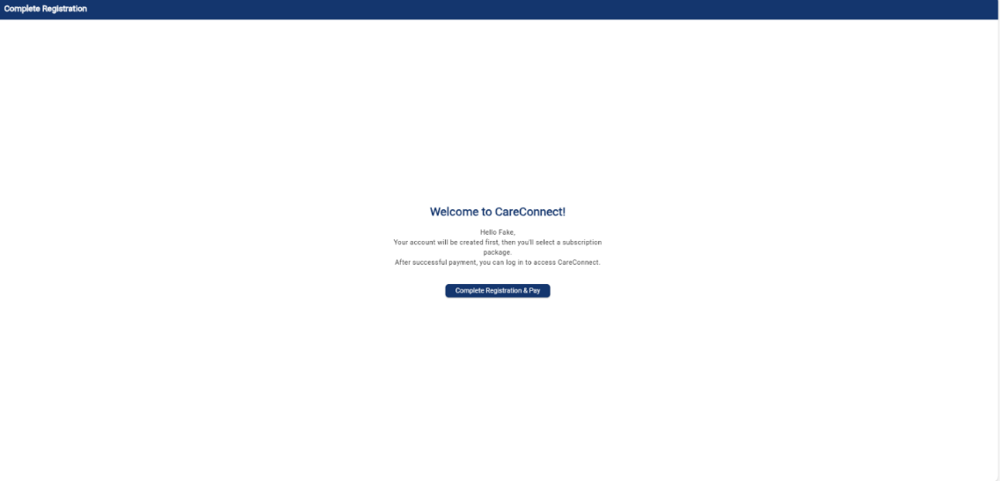 Complete Registration
Welcome to CareConnect!
Hello Fake,
Your account will be created first, then you'll select a subscription
package.
After successful payment, you can log in to access CareConnect.
Complete Registration & Pay